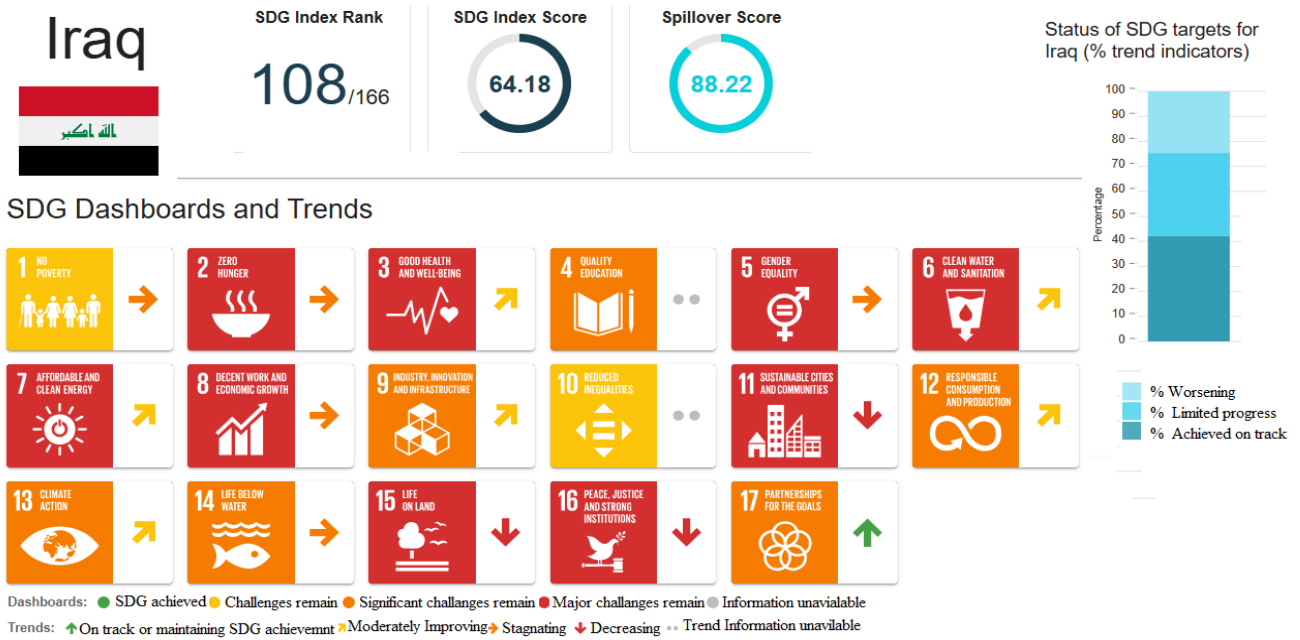 Iraq
الله اكبر
SDG Index Rank
108/166
SDG Index Score
64.18
Spillover Score
88.22
Status of SDG targets for
Iraq (% trend indicators)
Percentage
100
90
80
70
60
50
40
30
20
10
0
% Worsening
% Limited progress
% Achieved on track
SDG Dashboards and Trends
1 NO
POVERTY
2 ZERO
HUNGER
3 GOOD HEALTH
AND WELL-BEING
4 QUALITY
EDUCATION
5 GENDER
EQUALITY
6 CLEAN WATER
AND SANITATION
7 AFFORDABLE AND
CLEAN ENERGY
8 DECENT WORK AND
ECONOMIC GROWTH
9 INDUSTRY, INNOVATION
AND INFRASTRUCTURE
10 REDUCED
INEQUALITIES
11 SUSTAINABLE CITIES
AND COMMUNITIES
12 RESPONSIBLE
CONSUMPTION
AND PRODUCTION
13 CLIMATE
ACTION
14 LIFE BELOW
WATER
15 LIFE
ON LAND
16 PEACE, JUSTICE
AND STRONG
INSTITUTIONS
17 PARTNERSHIPS
FOR THE GOALS
Dashboards: SDG achieved Challenges remain Significant challanges remain Major challanges remain Information unavialable
Trends: On track or maintaining SDG achievemnt Moderately Improving Stagnating Decreasing Trend Information unavilable